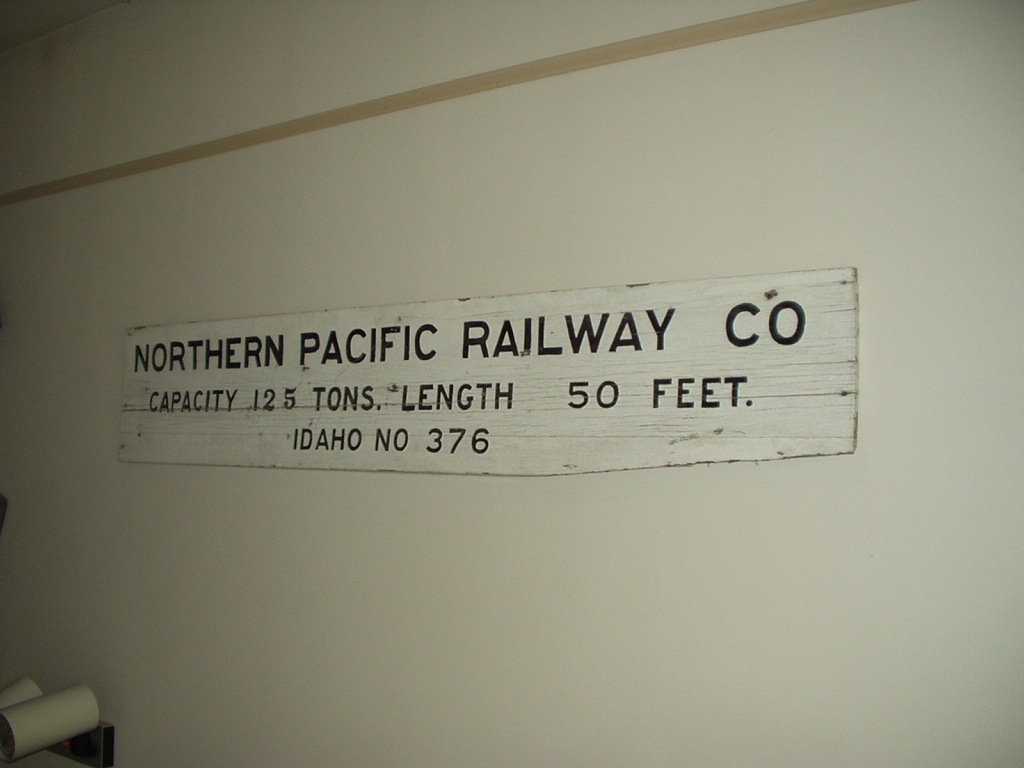 NORTHERN PACIFIC RAILWAY CO
CAPACITY 125 TONS. LENGTH 50 FEET.
IDAHO NO 376